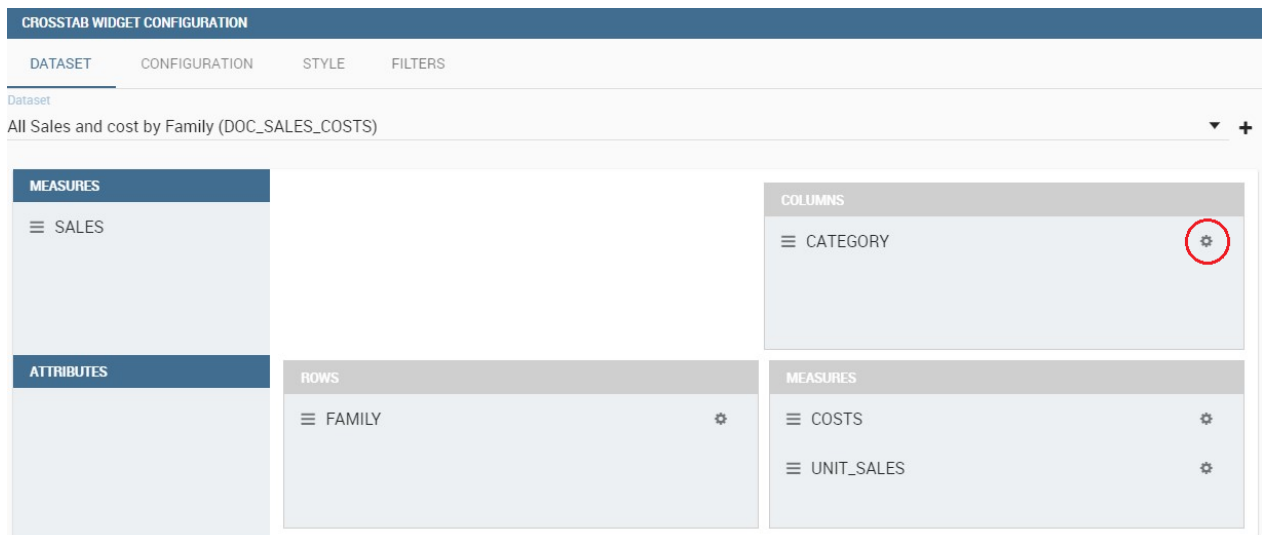 CROSSTAB WIDGET CONFIGURATION
DATASET CONFIGURATION STYLE FILTERS
Dataset
All Sales and cost by Family (DOC_SALES_COSTS)
MEASURES
SALES
COLUMNS
CATEGORY
ATTRIBUTES
ROWS
FAMILY
MEASURES
COSTS
UNIT_SALES